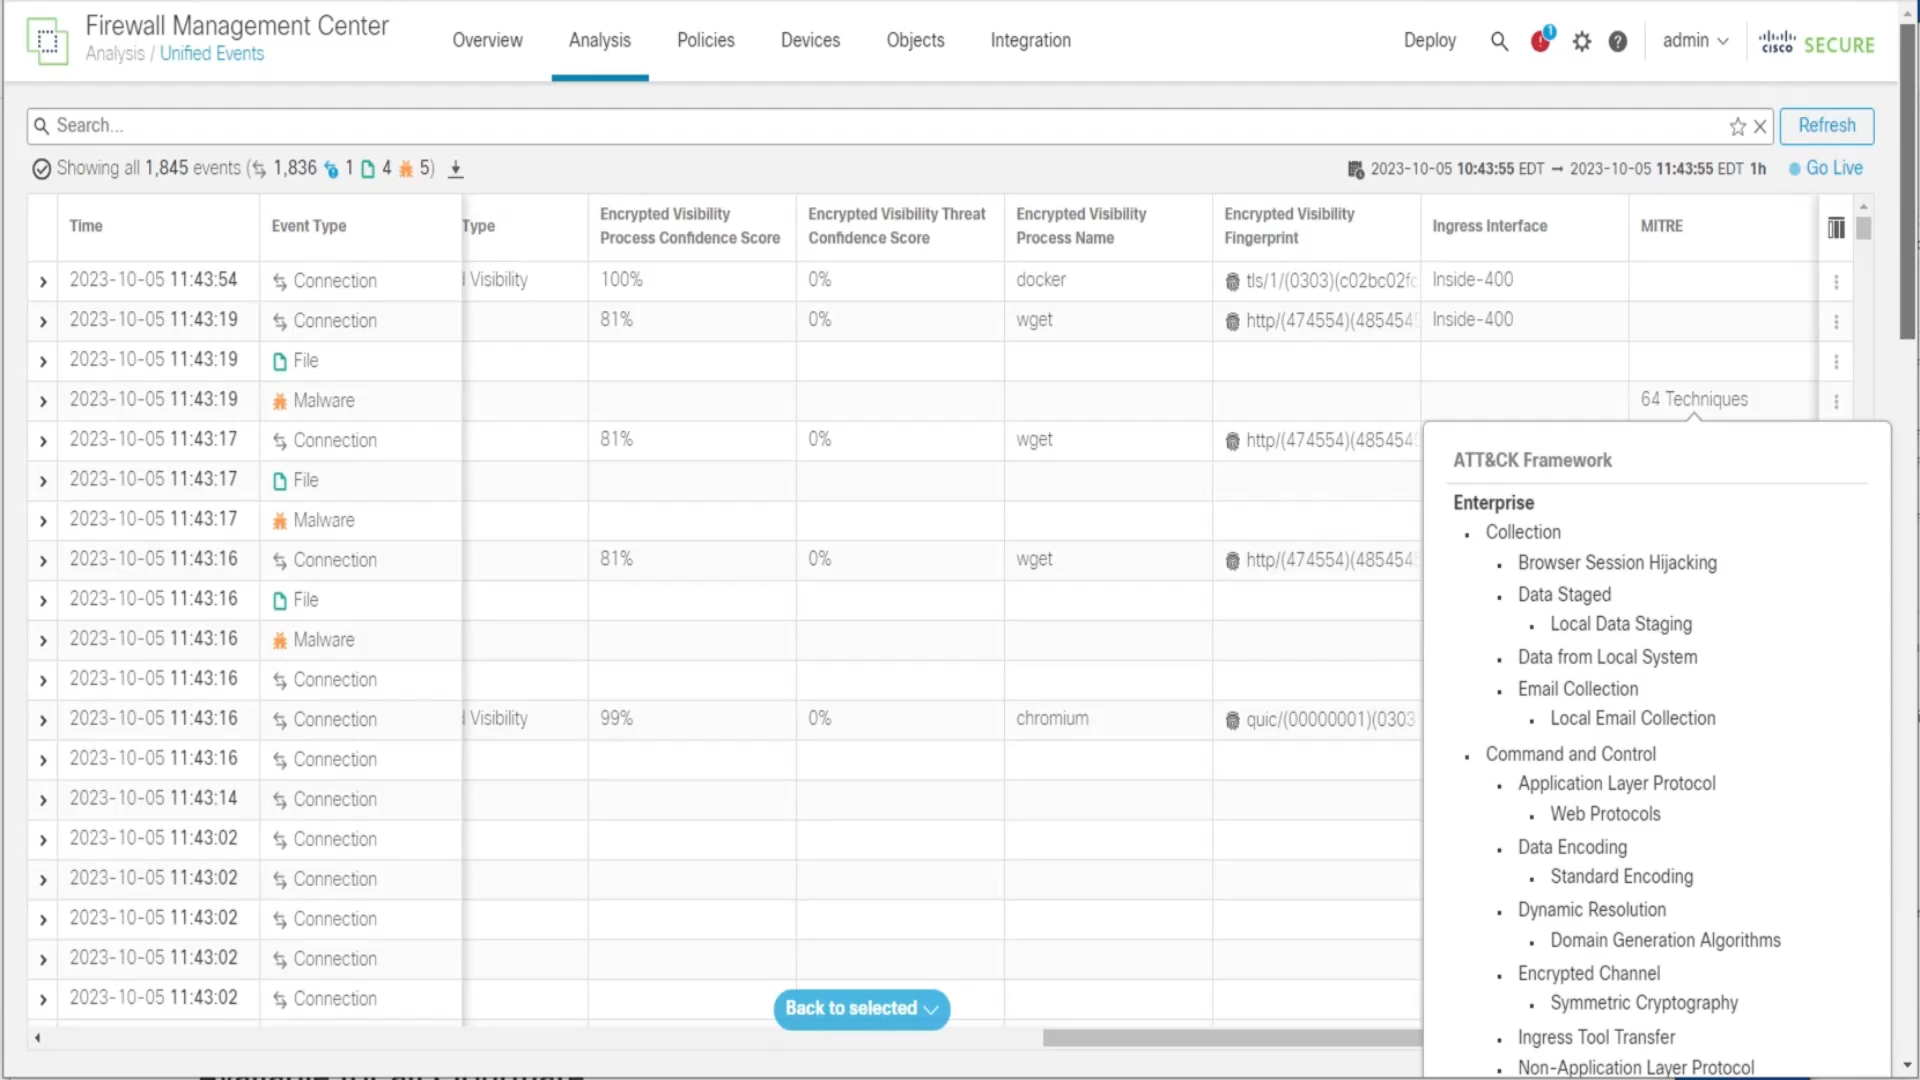 Firewall Management Center
Analysis / Unified Events
Overview
Analysis
Policies
Devices
Objects
Integration
Deploy
1
admin
cisco SECURE
Search...
Refresh
Showing all 1,845 events ( 1,836 1 4 5)
2023-10-05 10:43:55 EDT → 2023-10-05 11:43:55 EDT 1h
Go Live
Time
Event Type
Type
Encrypted Visibility Process Confidence Score
Encrypted Visibility Threat Confidence Score
Encrypted Visibility Process Name
Encrypted Visibility Fingerprint
Ingress Interface
MITRE
2023-10-05 11:43:54 Connection Visibility 100% 0% docker tls/1/(0303)(c02bc02fc Inside-400
2023-10-05 11:43:19 Connection 81% 0% wget http/(474554)(4854545 Inside-400
2023-10-05 11:43:19 File
2023-10-05 11:43:19 Malware 64 Techniques
2023-10-05 11:43:17 Connection 81% 0% wget http/(474554)(4854545
2023-10-05 11:43:17 File
2023-10-05 11:43:17 Malware
2023-10-05 11:43:16 Connection 81% 0% wget http/(474554)(4854545
2023-10-05 11:43:16 File
2023-10-05 11:43:16 Malware
2023-10-05 11:43:16 Connection
2023-10-05 11:43:16 Connection Visibility 99% 0% chromium quic/(00000001)(0303
2023-10-05 11:43:16 Connection
2023-10-05 11:43:14 Connection
2023-10-05 11:43:02 Connection
2023-10-05 11:43:02 Connection
2023-10-05 11:43:02 Connection
2023-10-05 11:43:02 Connection
2023-10-05 11:43:02 Connection
Back to selected
ATT&CK Framework
Enterprise
Collection
Browser Session Hijacking
Data Staged
Local Data Staging
Data from Local System
Email Collection
Local Email Collection
Command and Control
Application Layer Protocol
Web Protocols
Data Encoding
Standard Encoding
Dynamic Resolution
Domain Generation Algorithms
Encrypted Channel
Symmetric Cryptography
Ingress Tool Transfer
Non-Application Layer Protocol